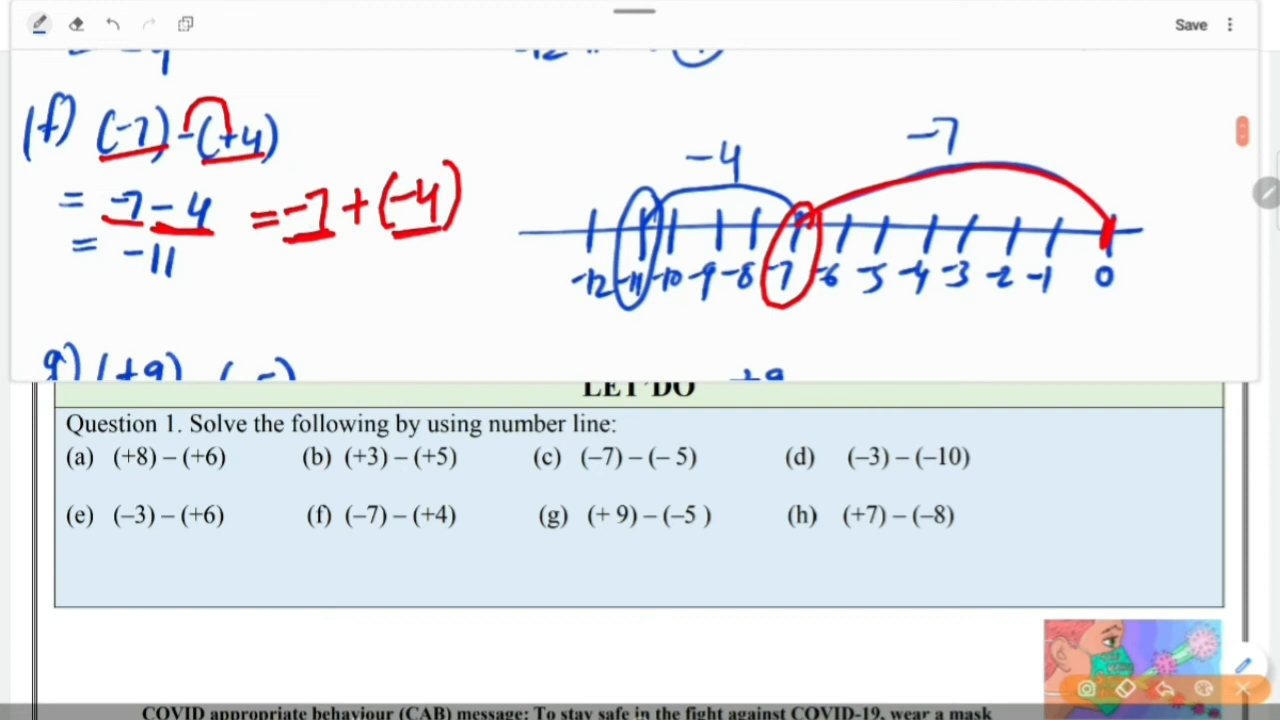 Save
(f) (-7) - (+4)
= -7 - 4 = -7 + (-4)
= -11
-4 -7
-12 -11 -10 -9 -8 -7 -6 -5 -4 -3 -2 -1 0
g) (+9) (-5)
+9
LET'DO
Question 1. Solve the following by using number line:
(a) (+8) – (+6) (b) (+3) – (+5) (c) (–7) – (– 5) (d) (–3) – (–10)
(e) (–3) – (+6) (f) (–7) – (+4) (g) (+ 9) – (–5 ) (h) (+7) – (–8)
COVID appropriate behaviour (CAB) message: To stay safe in the fight against COVID-19, wear a mask